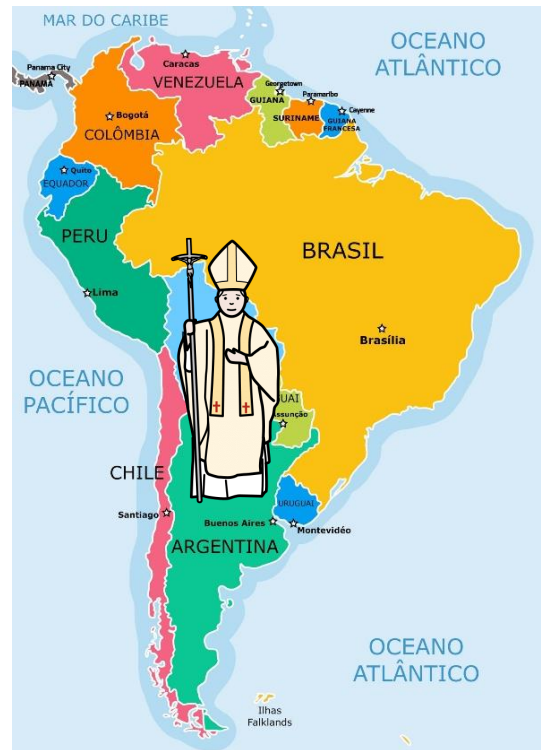 MAR DO CARIBE
OCEANO
ATLÂNTICO
Panama City
PANAMÁ
Caracas
VENEZUELA
Georgetown
GUIANA
Paramaribo
SURINAME
Cayenne
GUIANA
FRANCESA
Bogotá
COLÔMBIA
Quito
EQUADOR
PERU
Lima
BRASIL
Brasília
OCEANO
PACÍFICO
UAI
Assunção
CHILE
Santiago
URUGUAI
Buenos Aires
Montevidéo
ARGENTINA
OCEANO
ATLÂNTICO
Ilhas
Falklands